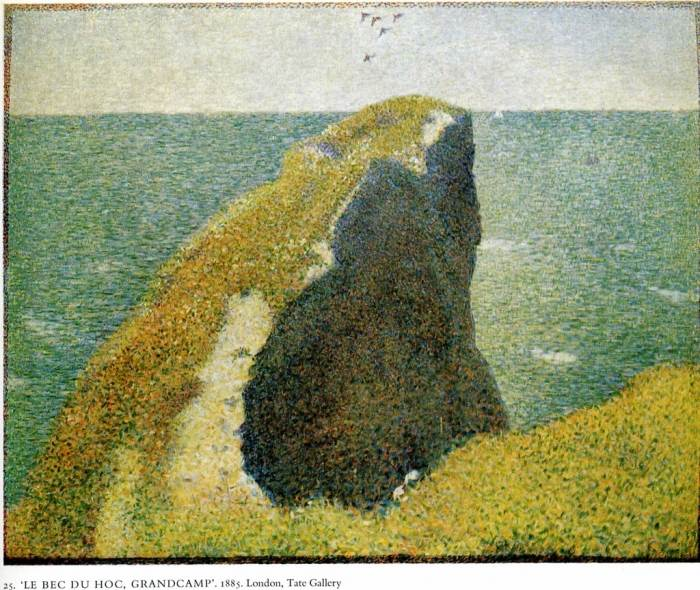 25. ‘LE BEC DU HOC, GRANDCAMP’. 1885. London, Tate Gallery